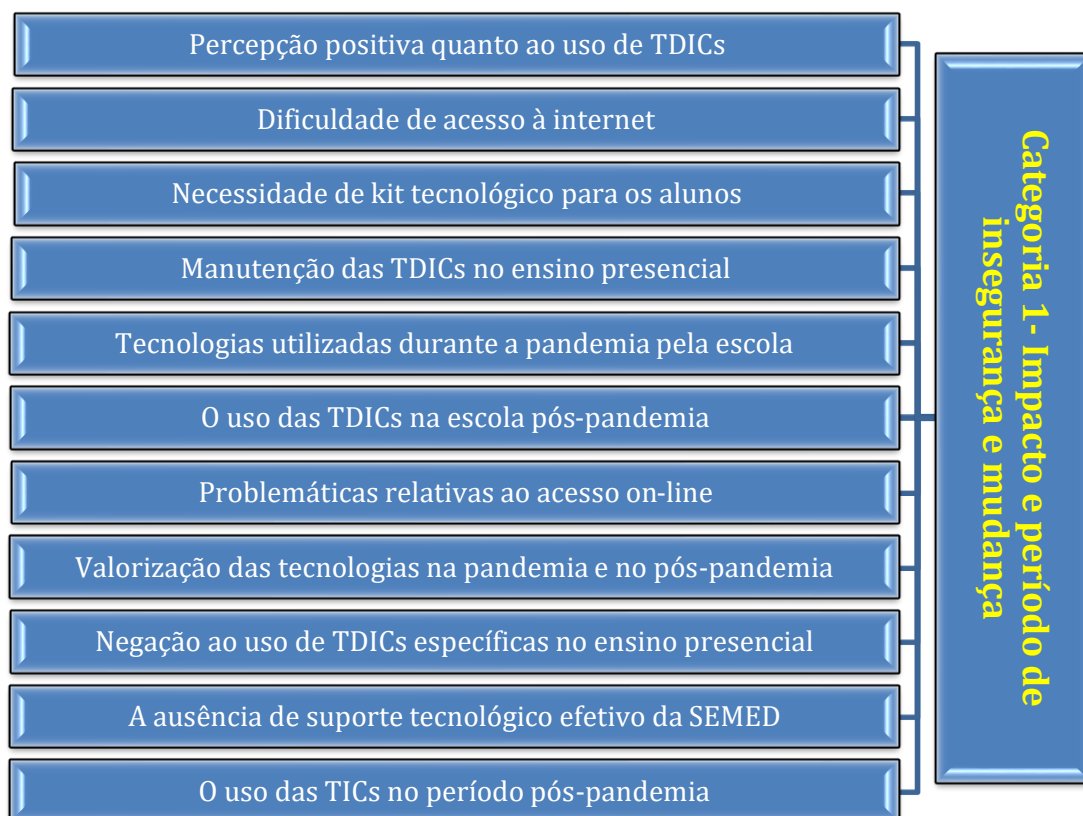 Percepção positiva quanto ao uso de TDICs
Dificuldade de acesso à internet
Necessidade de kit tecnológico para os alunos
Manutenção das TDICs no ensino presencial
Tecnologias utilizadas durante a pandemia pela escola
O uso das TDICs na escola pós-pandemia
Problemáticas relativas ao acesso on-line
Valorização das tecnologias na pandemia e no pós-pandemia
Negação ao uso de TDICs específicas no ensino presencial
A ausência de suporte tecnológico efetivo da SEMED
O uso das TICs no período pós-pandemia
Categoria 1- Impacto e período de
insegurança e mudança